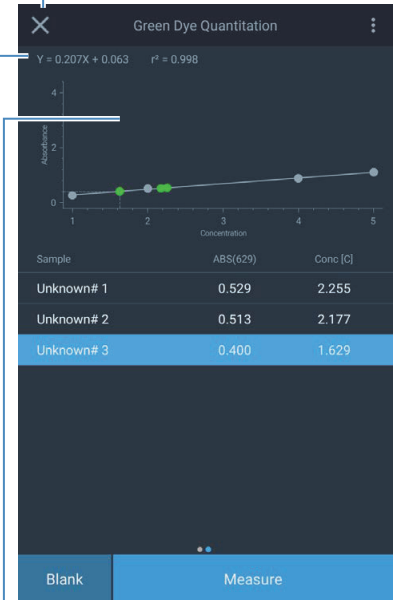 Green Dye Quantitation
Y = 0.207X + 0.063 r² = 0.998
4
2
0
Absorbance
1 2 3 4 5
Concentration
Sample ABS(629) Conc [C]
Unknown# 1 0.529 2.255
Unknown# 2 0.513 2.177
Unknown# 3 0.400 1.629
Blank Measure